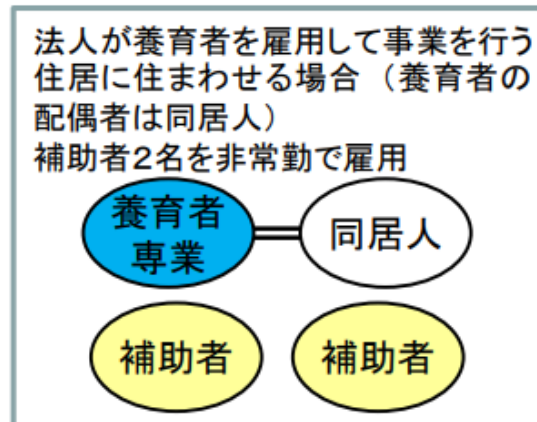 法人が養育者を雇用して事業を行う
住居に住まわせる場合（養育者の
配偶者は同居人）
補助者２名を非常勤で雇用
養育者
専業
同居人
補助者
補助者